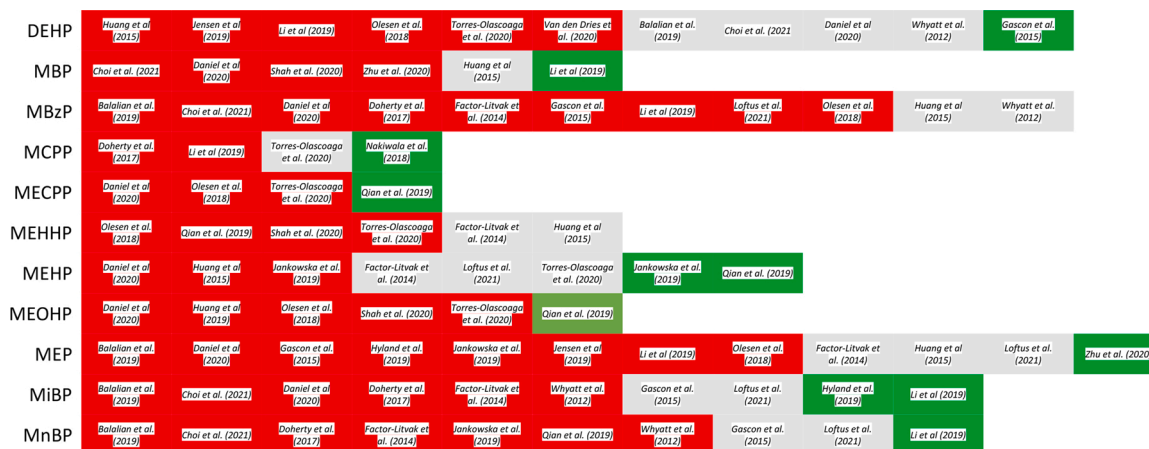 DEHP
Huang et al (2015)
Jensen et al. (2019)
Li et al (2019)
Olesen et al. (2018
Torres-Olascoaga et al. (2020)
Van den Dries et al. (2020)
Balalian et al. (2019)
Choi et al. (2021
Daniel et al (2020)
Whyatt et al. (2012)
Gascon et al. (2015)
MBP
Choi et al. (2021
Daniel et al. (2020)
Shah et al. (2020)
Zhu et al. (2020)
Huang et al (2015)
Li et al (2019)
MBzP
Balalian et al. (2019)
Choi et al. (2021)
Daniel et al (2020)
Doherty et al. (2017)
Factor-Litvak et al. (2014)
Gascon et al. (2015)
Li et al (2019)
Loftus et al. (2021)
Olesen et al. (2018)
Huang et al (2015)
Whyatt et al. (2012)
MCPP
Doherty et al. (2017)
Li et al (2019)
Torres-Olascoaga et al. (2020)
Nakiwala et al. (2018)
MECPP
Daniel et al (2020)
Olesen et al. (2018)
Torres-Olascoaga et al. (2020)
Qian et al. (2019)
MEHHP
Olesen et al. (2018)
Qian et al. (2019)
Shah et al. (2020)
Torres-Olascoaga et al. (2020)
Factor-Litvak et al. (2014)
Huang et al (2015)
MEHP
Daniel et al (2020)
Huang et al (2015)
Jankowska et al. (2019)
Factor-Litvak et al. (2014)
Loftus et al. (2021)
Torres-Olascoaga et al. (2020)
Jankowska et al. (2019)
Qian et al. (2019)
MEOHP
Daniel et al (2020)
Huang et al (2019)
Olesen et al. (2018)
Shah et al. (2020)
Torres-Olascoaga et al. (2020)
Qian et al. (2019)
MEP
Balalian et al. (2019)
Daniel et al. (2020)
Gascon et al. (2015)
Hyland et al. (2019)
Jankowska et al. (2019)
Jensen et al (2019)
Li et al (2019)
Olesen et al. (2018)
Factor-Litvak et al. (2014)
Huang et al (2015)
Loftus et al. (2021)
Zhu et al. (2020
MiBP
Balalian et al. (2019)
Choi et al. (2021)
Daniel et al (2020)
Doherty et al. (2017)
Factor-Litvak et al. (2014)
Whyatt et al. (2012)
Gascon et al. (2015)
Loftus et al. (2021)
Hyland et al. (2019)
Li et al (2019)
MnBP
Balalian et al. (2019)
Choi et al. (2021)
Doherty et al. (2017)
Factor-Litvak et al. (2014)
Jankowska et al. (2019)
Qian et al. (2019)
Whyatt et al. (2012)
Gascon et al. (2015)
Loftus et al. (2021)
Li et al (2019)